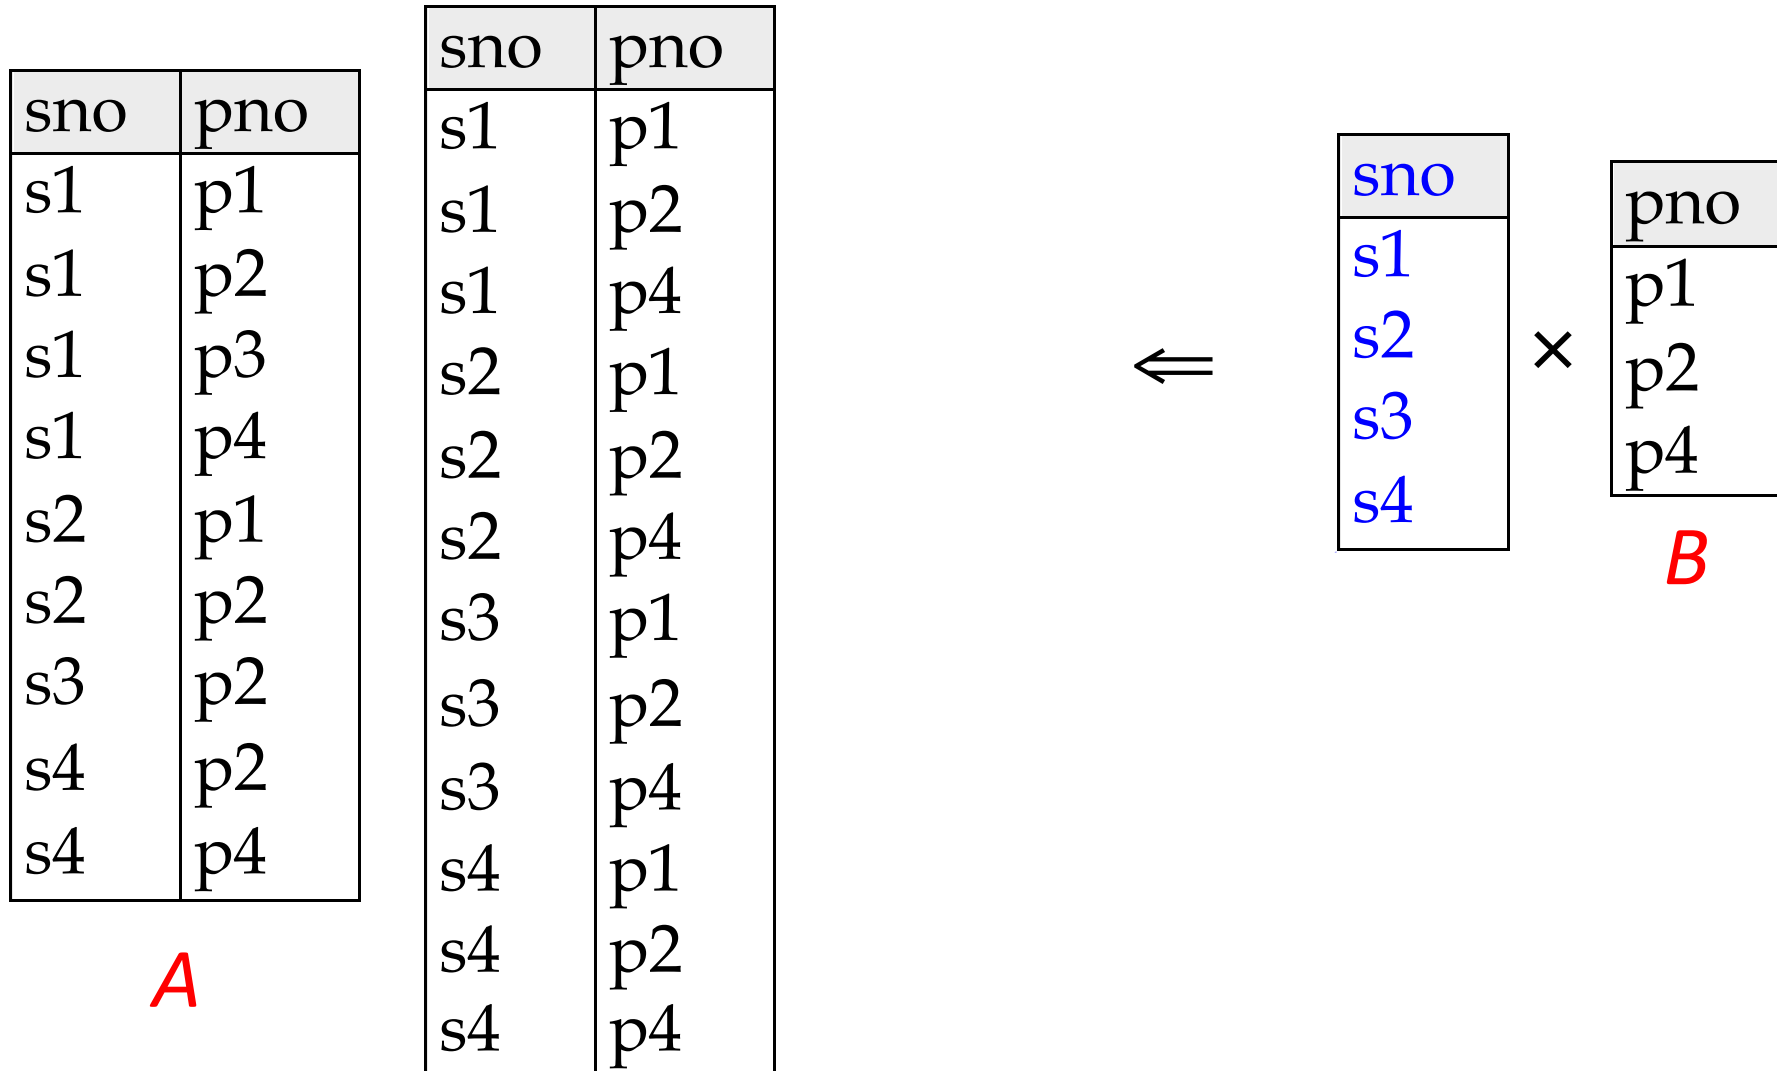 sno pno
s1 p1
s1 p2
s1 p3
s1 p4
s2 p1
s2 p2
s3 p2
s4 p2
s4 p4
A
sno pno
s1 p1
s1 p2
s1 p4
s2 p1
s2 p2
s2 p4
s3 p1
s3 p2
s3 p4
s4 p1
s4 p2
s4 p4
⇐
sno
s1
s2
s3
s4
×
pno
p1
p2
p4
B